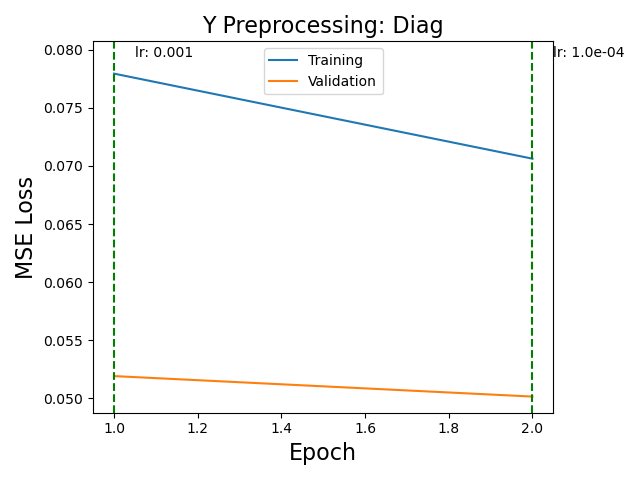 Y Preprocessing: Diag
lr: 0.001
lr: 1.0e-04
Training
Validation
MSE Loss
0.080
0.075
0.070
0.065
0.060
0.055
0.050
1.0 1.2 1.4 1.6 1.8 2.0
Epoch